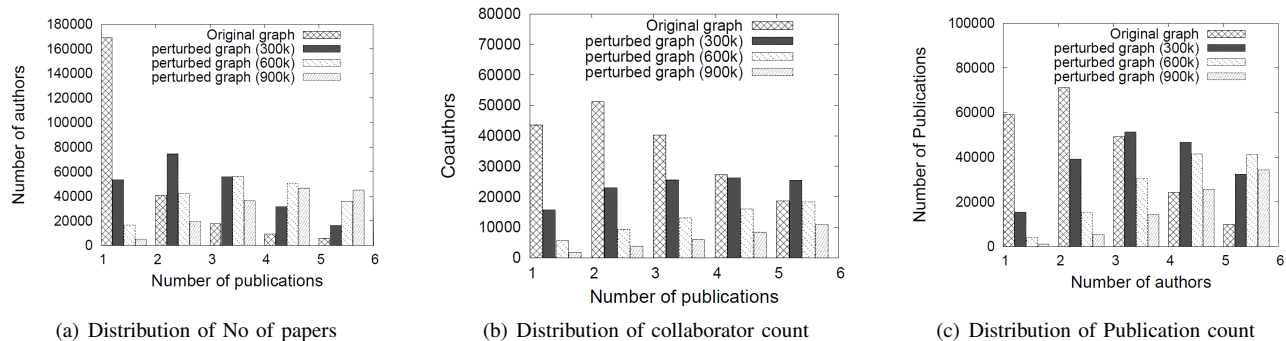 180000
160000
140000
120000
100000
80000
60000
40000
20000
0
Number of authors
Original graph
perturbed graph (300k)
perturbed graph (600k)
perturbed graph (900k)
1 2 3 4 5 6
Number of publications
(a) Distribution of No of papers
80000
70000
60000
50000
40000
30000
20000
10000
0
Coauthors
Original graph
perturbed graph (300k)
perturbed graph (600k)
perturbed graph (900k)
1 2 3 4 5 6
Number of publications
(b) Distribution of collaborator count
100000
80000
60000
40000
20000
0
Number of Publications
Original graph
perturbed graph (300k)
perturbed graph (600k)
perturbed graph (900k)
1 2 3 4 5 6
Number of authors
(c) Distribution of Publication count